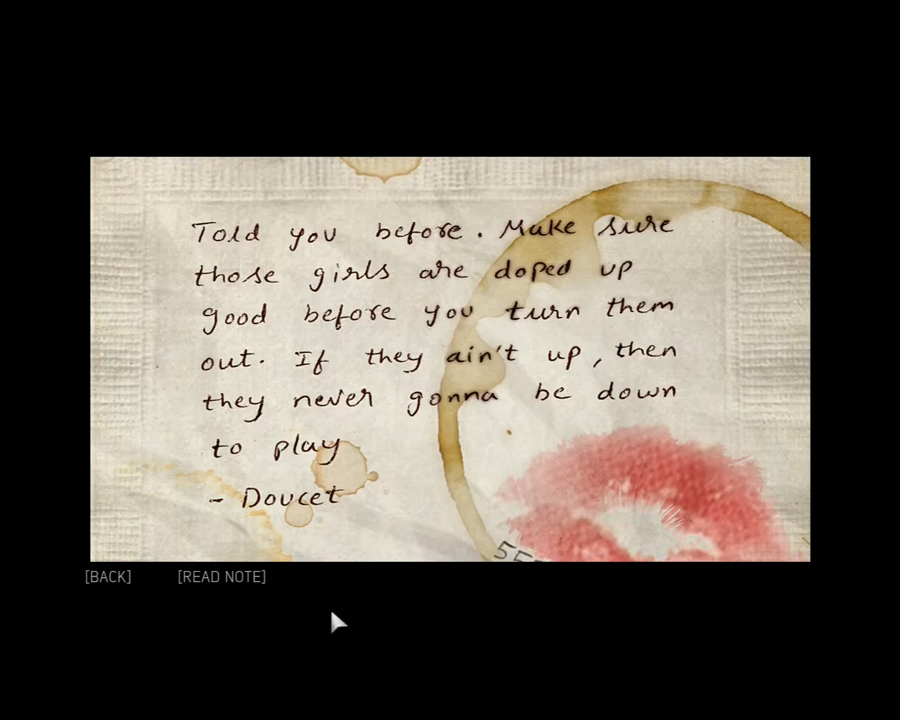 Told you before. Make sure
those girls are doped up
good before you turn them
out. If they ain't up, then
they never gonna be down
to play
- Doucet
[BACK] [READ NOTE]